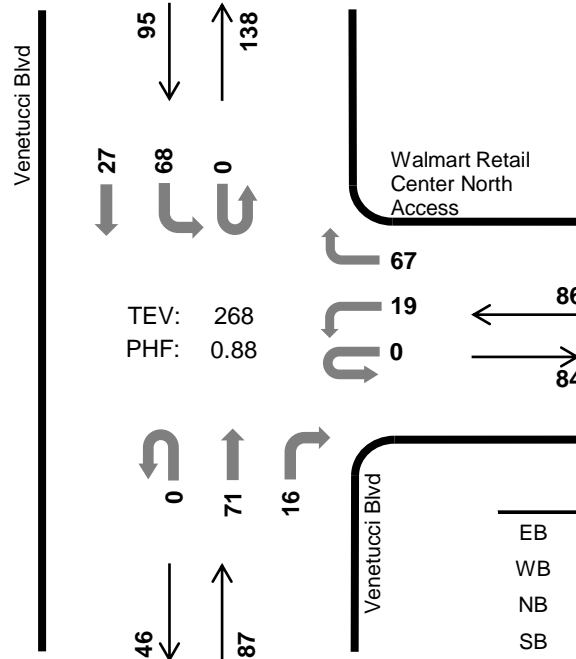 95
138
Venetucci Blvd
27
68
0
Walmart Retail
Center North
Access
67
19
86
0
84
TEV: 268
PHF: 0.88
0
71
16
Venetucci Blvd
EB
WB
NB
SB
46
87